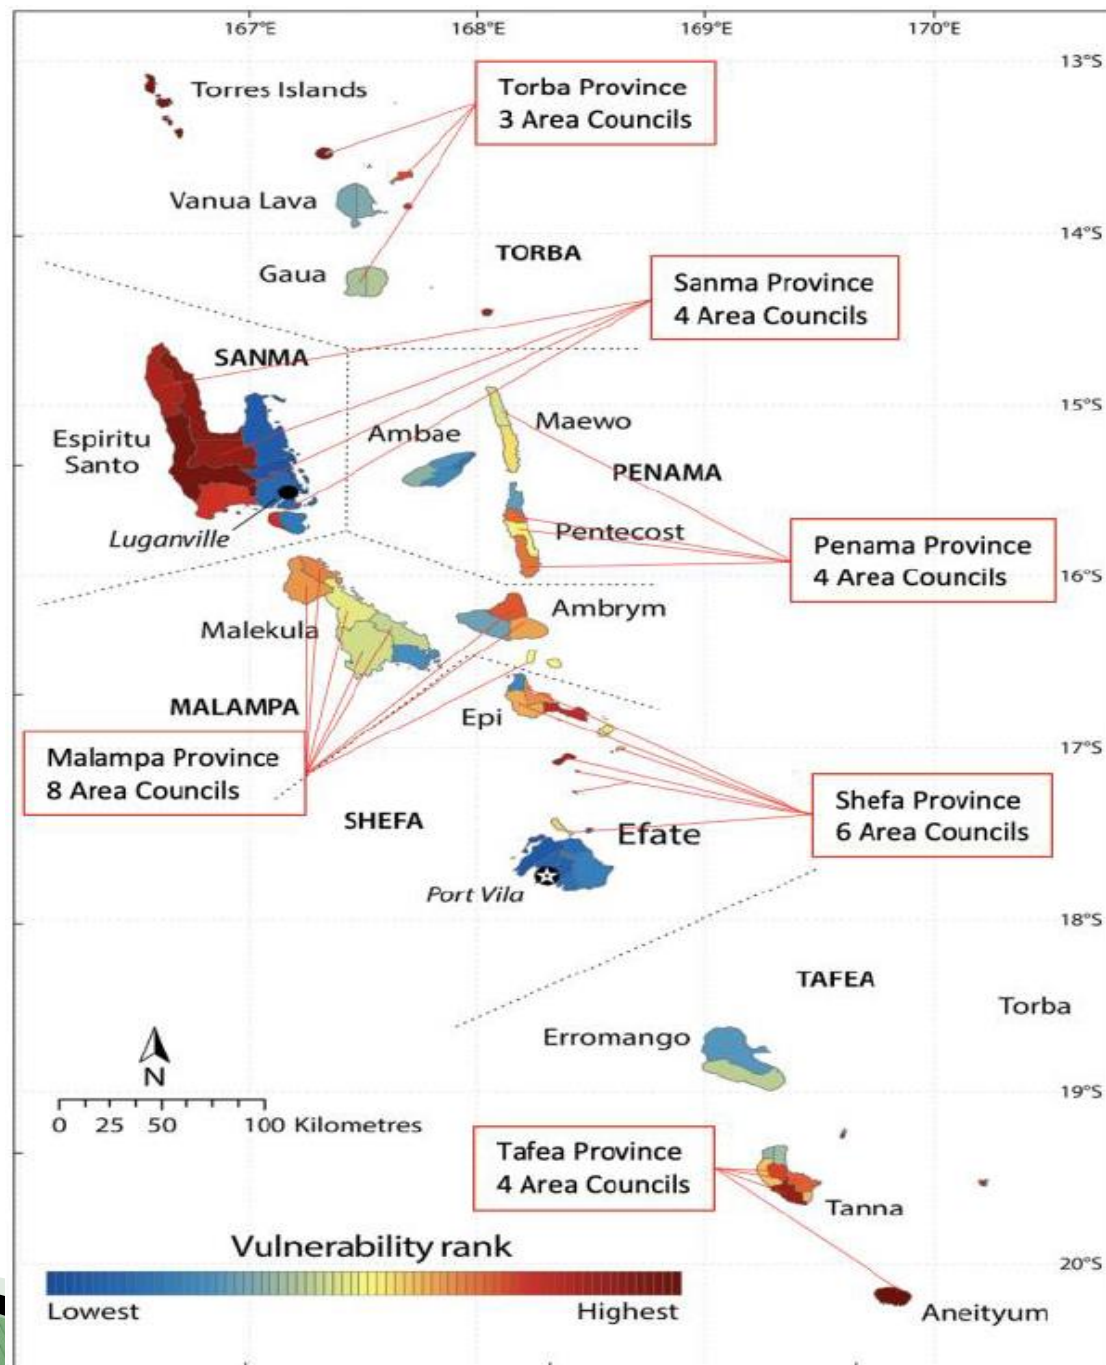 167°E 168°E 169°E 170°E
13°S
Torres Islands
Torba Province
3 Area Councils
Vanua Lava
14°S
TORBA
Gaua
Sanma Province
4 Area Councils
SANMA
15°S
Maewo
Ambae
Espiritu
Santo
PENAMA
Luganville
Pentecost
Penama Province
4 Area Councils
16°S
Ambrym
Malekula
MALAMPA
Epi
Malampa Province
8 Area Councils
17°S
SHEFA
Shefa Province
6 Area Councils
Efate
Port Vila
18°S
TAFEA
Torba
Erromango
N
19°S
0 25 50 100 Kilometres
Tafea Province
4 Area Councils
Tanna
Vulnerability rank
20°S
Lowest Highest
Aneityum